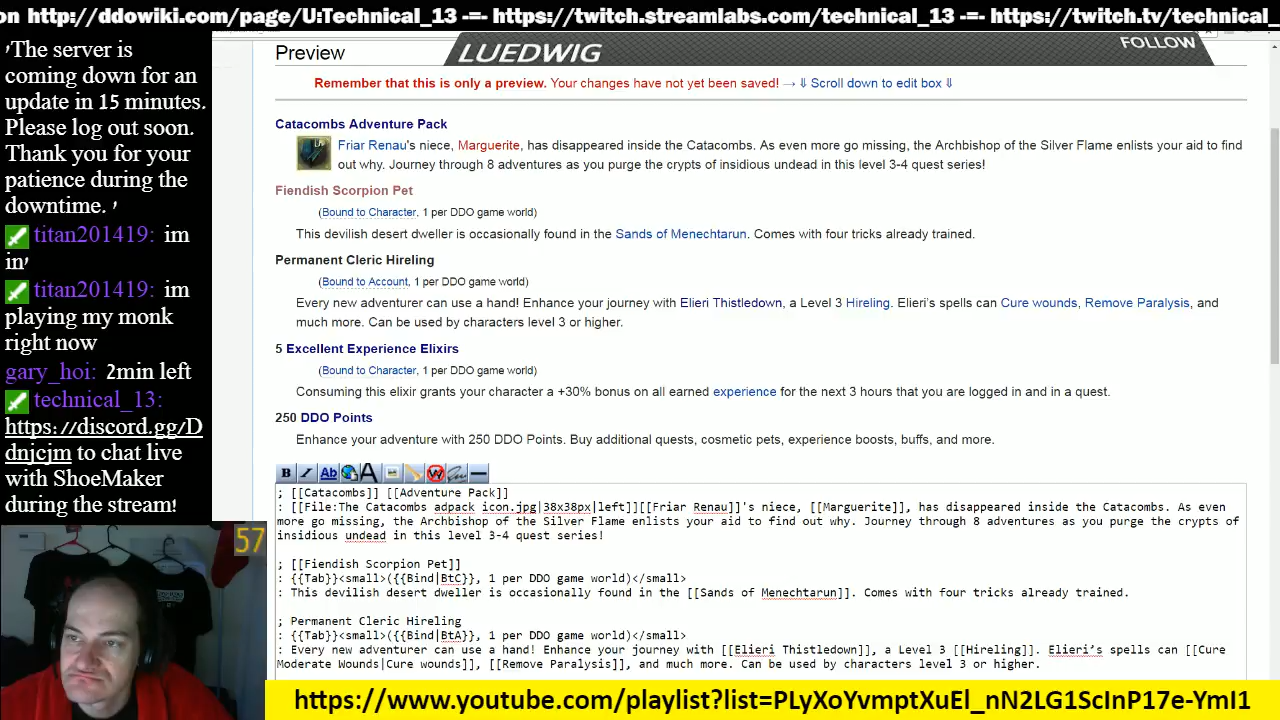 on http://ddowiki.com/page/U:Technical_13 -=- https://twitch.streamlabs.com/technical_13 -=- https://twitch.tv/technical_
'The server is
coming down for an
update in 15 minutes.
Please log out soon.
Thank you for your
patience during the
downtime. '
titan201419: im
in'
titan201419: im
playing my monk
right now
gary_hoi: 2min left
technical_13:
https://discord.gg/D
dnjcjm to chat live
with ShoeMaker
during the stream!
57
Preview
LUEDWIG
FOLLOW
Remember that this is only a preview. Your changes have not yet been saved! → ⇓ Scroll down to edit box ⇓
Catacombs Adventure Pack
Friar Renau's niece, Marguerite, has disappeared inside the Catacombs. As even more go missing, the Archbishop of the Silver Flame enlists your aid to find
out why. Journey through 8 adventures as you purge the crypts of insidious undead in this level 3-4 quest series!
Fiendish Scorpion Pet
(Bound to Character, 1 per DDO game world)
This devilish desert dweller is occasionally found in the Sands of Menechtarun. Comes with four tricks already trained.
Permanent Cleric Hireling
(Bound to Account, 1 per DDO game world)
Every new adventurer can use a hand! Enhance your journey with Elieri Thistledown, a Level 3 Hireling. Elieri's spells can Cure wounds, Remove Paralysis, and
much more. Can be used by characters level 3 or higher.
5 Excellent Experience Elixirs
(Bound to Character, 1 per DDO game world)
Consuming this elixir grants your character a +30% bonus on all earned experience for the next 3 hours that you are logged in and in a quest.
250 DDO Points
Enhance your adventure with 250 DDO Points. Buy additional quests, cosmetic pets, experience boosts, buffs, and more.
B I Ab A W
; [[Catacombs]] [[Adventure Pack]]
: [[File:The Catacombs adpack icon.jpg|38x38px|left]][[Friar Renau]]'s niece, [[Marguerite]], has disappeared inside the Catacombs. As even
more go missing, the Archbishop of the Silver Flame enlists your aid to find out why. Journey through 8 adventures as you purge the crypts of
insidious undead in this level 3-4 quest series!
; [[Fiendish Scorpion Pet]]
: {{Tab}}<small>({{Bind|BtC}}, 1 per DDO game world)</small>
: This devilish desert dweller is occasionally found in the [[Sands of Menechtarun]]. Comes with four tricks already trained.
; Permanent Cleric Hireling
: {{Tab}}<small>({{Bind|BtA}}, 1 per DDO game world)</small>
: Every new adventurer can use a hand! Enhance your journey with [[Elieri Thistledown]], a Level 3 [[Hireling]]. Elieri's spells can [[Cure
Moderate Wounds|Cure wounds]], [[Remove Paralysis]], and much more. Can be used by characters level 3 or higher.
https://www.youtube.com/playlist?list=PLyXoYvmptXuEl_nN2LG1ScInP17e-YmI1